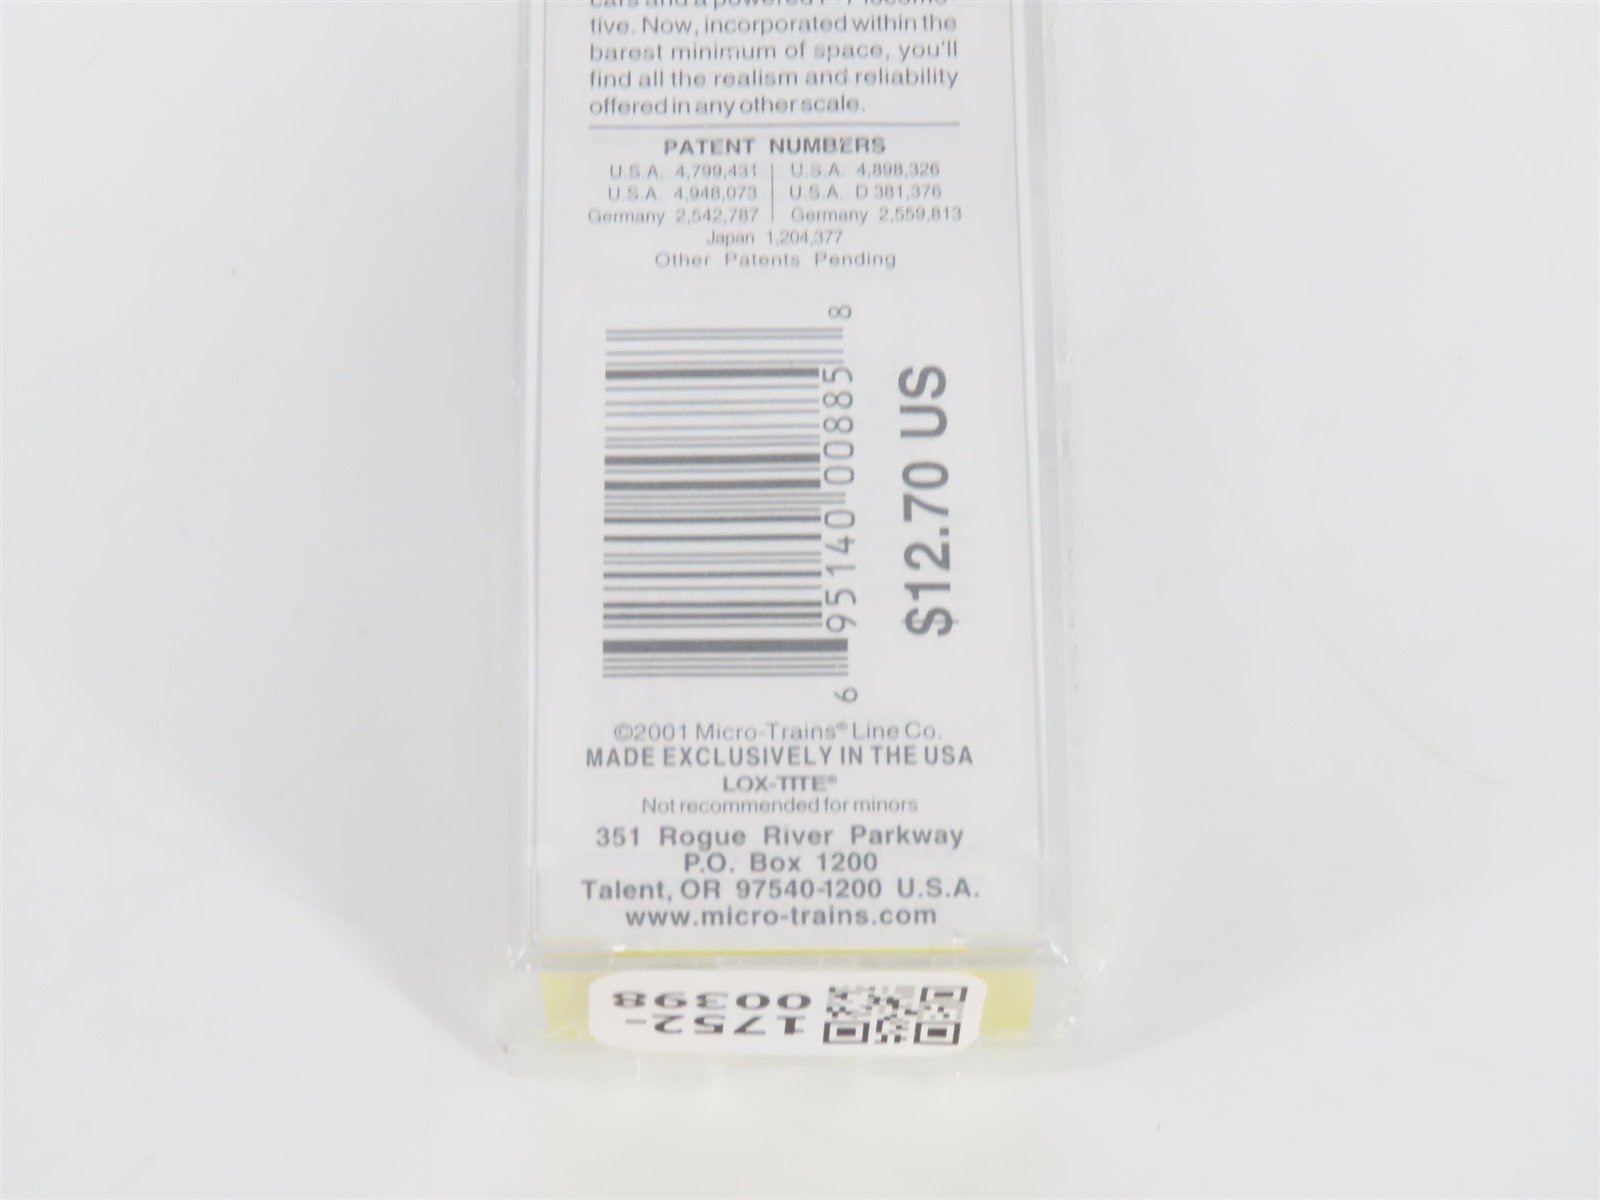 cars and a powered F-7 locomo-
tive. Now, incorporated within the
barest minimum of space, you'll
find all the realism and reliability
offered in any other scale.
PATENT NUMBERS
U.S.A. 4,799,431 | U.S.A. 4,898,326
U.S.A. 4,948,073 | U.S.A. D 381,376
Germany 2,542,787 | Germany 2,559,813
Japan 1,204,377
Other Patents Pending
6 95140 00885 8
$12.70 US
©2001 Micro-Trains® Line Co.
MADE EXCLUSIVELY IN THE USA
LOX-TITE®
Not recommended for minors
351 Rogue River Parkway
P.O. Box 1200
Talent, OR 97540-1200 U.S.A.
www.micro-trains.com
1752-
00398